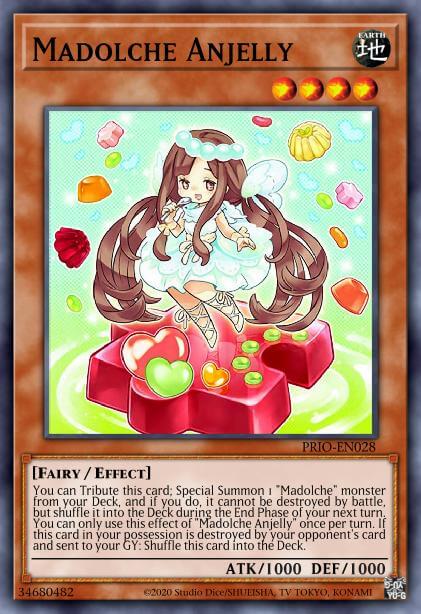 MADOLCHE ANJELLY
EARTH
地
PRIO-EN028
[FAIRY / EFFECT]
You can Tribute this card; Special Summon 1 "Madolche" monster
from your Deck, and if you do, it cannot be destroyed by battle,
but shuffle it into the Deck during the End Phase of your next turn.
You can only use this effect of "Madolche Anjelly" once per turn. If
this card in your possession is destroyed by your opponent's card
and sent to your GY: Shuffle this card into the Deck.
ATK/1000 DEF/1000
34680482
©2020 Studio Dice/SHUEISHA, TV TOKYO, KONAMI